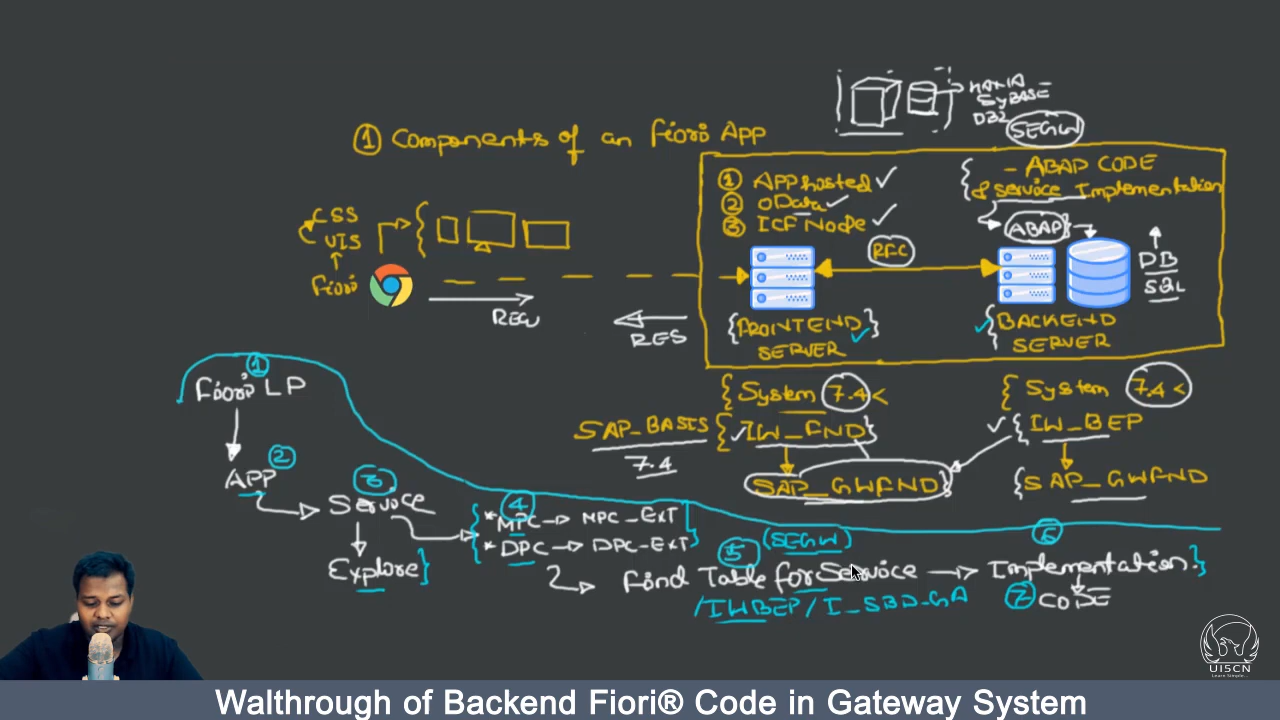 HANA
SYBASE
DB2
SEGW
① Components of an Fiori App
① APP hosted ✓
② oData ✓
③ ICF Node ✓
- ABAP CODE
& service Implementation
ABAP
CSS
UI5
Fiori
RFC
DB
SQL
REQ
RES
{FRONTEND}
SERVER
{BACKEND
SERVER
① Fiori LP
{System 7.4 <
{System 7.4 <
SAP_BASIS
7.4
{IW_FND}
{IW_BEP
SAP_GWFND
{SAP_GWFND
② APP
③ Service
Explore}
④
* MPC → MPC_EXT
* DPC → DPC_EXT
⑤ (SEGW)
Find Table for Service → Implementation}
/IWBEP/I_SBD_GA
⑥
⑦ CODE
UISCN
Learn Simple...
Walthrough of Backend Fiori® Code in Gateway System